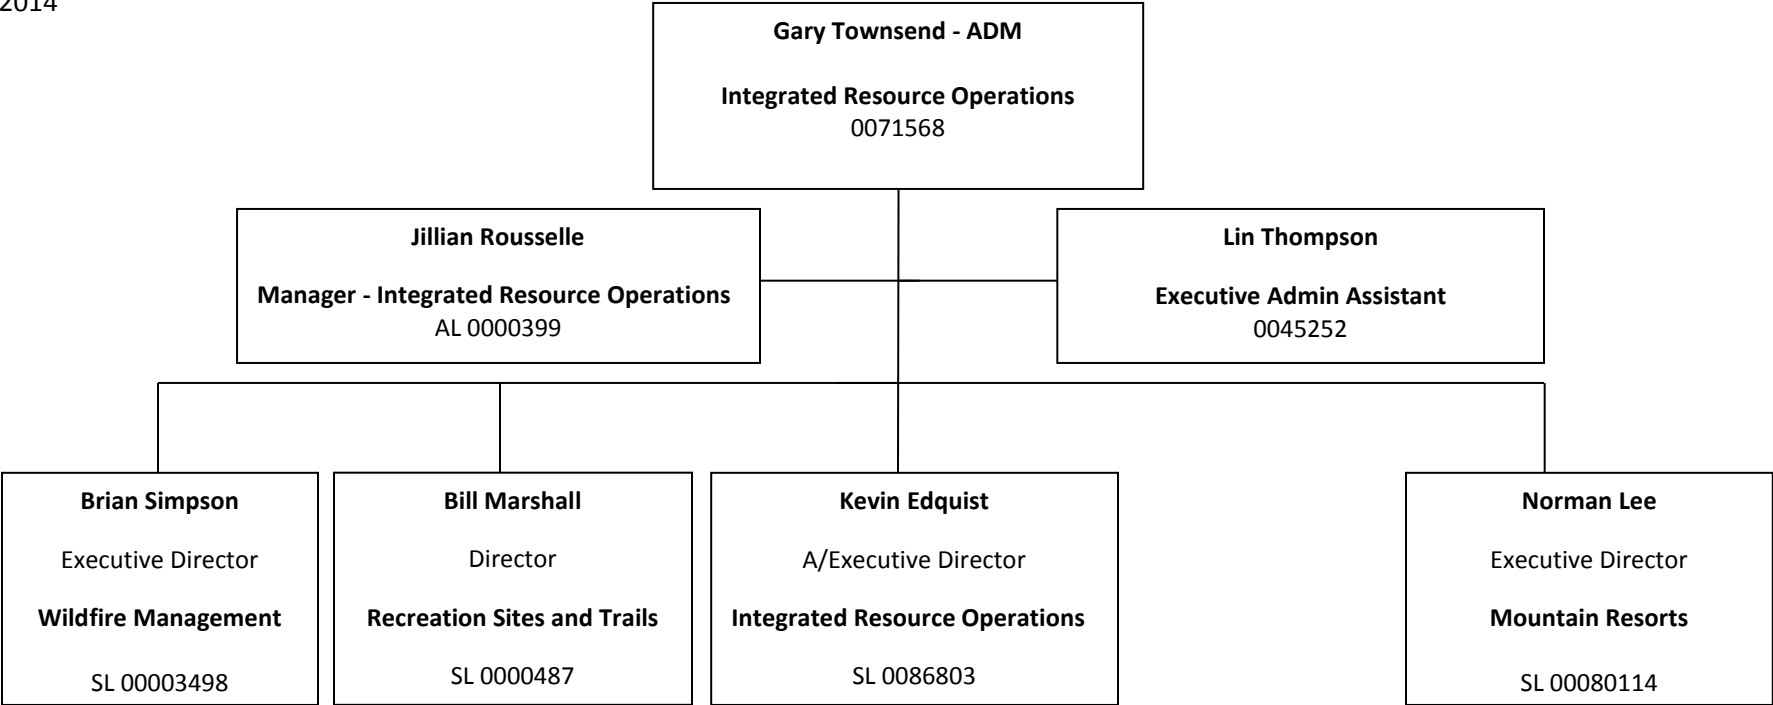 2014
Gary Townsend - ADM
Integrated Resource Operations
0071568
Jillian Rousselle
Manager - Integrated Resource Operations
AL 0000399
Lin Thompson
Executive Admin Assistant
0045252
Brian Simpson
Executive Director
Wildfire Management
SL 00003498
Bill Marshall
Director
Recreation Sites and Trails
SL 0000487
Kevin Edquist
A/Executive Director
Integrated Resource Operations
SL 0086803
Norman Lee
Executive Director
Mountain Resorts
SL 00080114